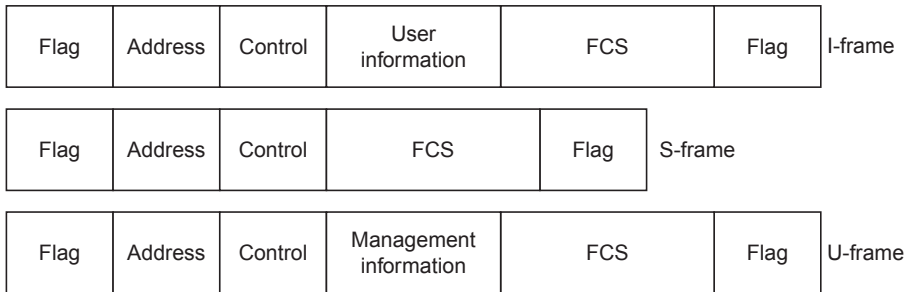 Flag Address Control User information FCS Flag I-frame
Flag Address Control FCS Flag S-frame
Flag Address Control Management information FCS Flag U-frame